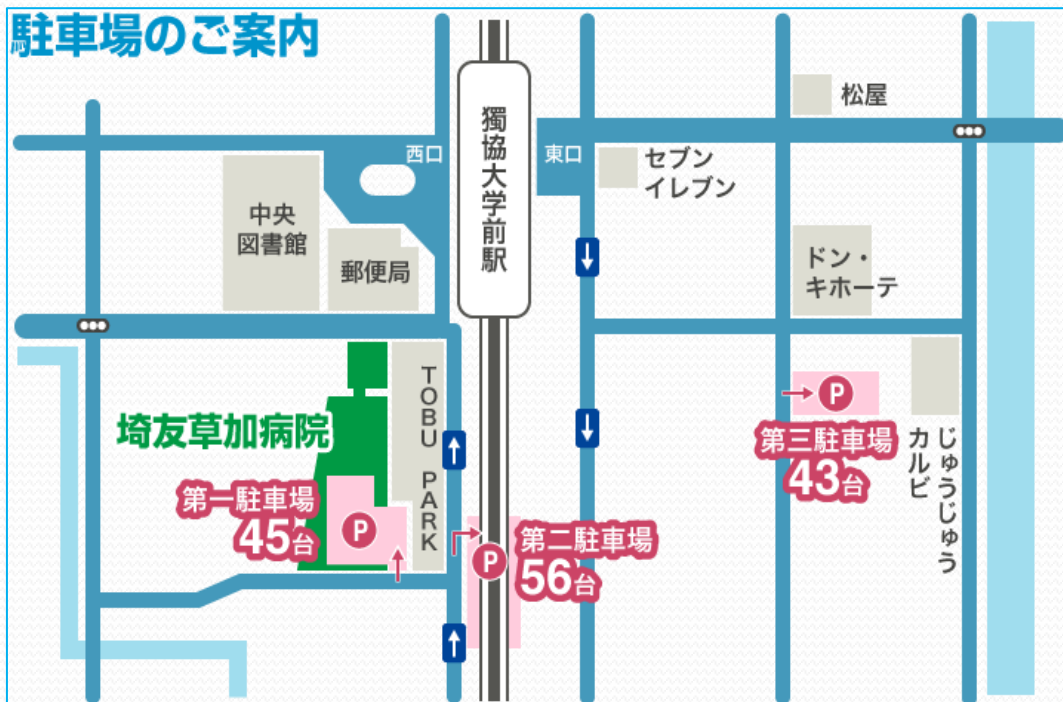 駐車場のご案内
松屋
獨協大学前駅
西口
東口
セブン
イレブン
中央
図書館
郵便局
ドン・
キホーテ
TOBU PARK
埼友草加病院
P
第三駐車場
43台
じゅうじゅう
カルビ
第一駐車場
45台
P
第二駐車場
56台
P